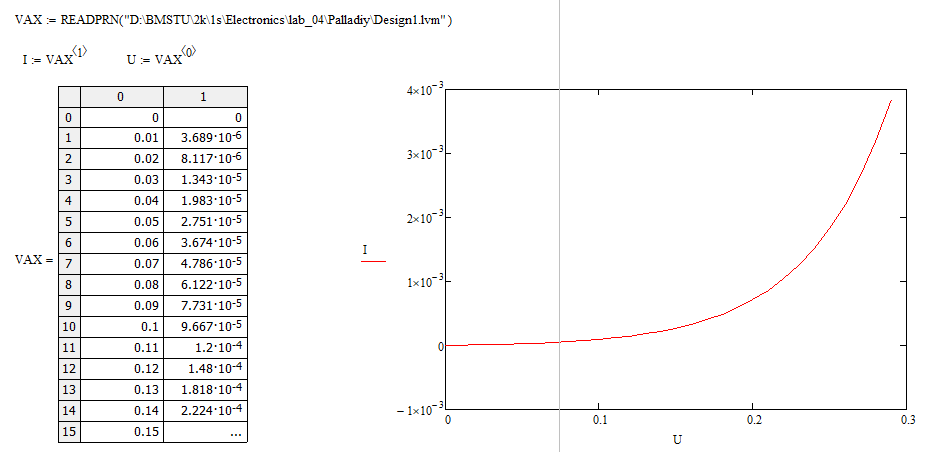 VAX := READPRN("D:\BMSTU\2k\1s\Electronics\lab_04\Palladiy\Design1.lvm")
I := VAX⟨1⟩ U := VAX⟨0⟩
VAX =
0 1
0 0 0
1 0.01 3.689·10-6
2 0.02 8.117·10-6
3 0.03 1.343·10-5
4 0.04 1.983·10-5
5 0.05 2.751·10-5
6 0.06 3.674·10-5
7 0.07 4.786·10-5
8 0.08 6.122·10-5
9 0.09 7.731·10-5
10 0.1 9.667·10-5
11 0.11 1.2·10-4
12 0.12 1.48·10-4
13 0.13 1.818·10-4
14 0.14 2.224·10-4
15 0.15 ...
I
4×10−3
3×10−3
2×10−3
1×10−3
0
− 1×10−3
0 0.1 0.2 0.3
U